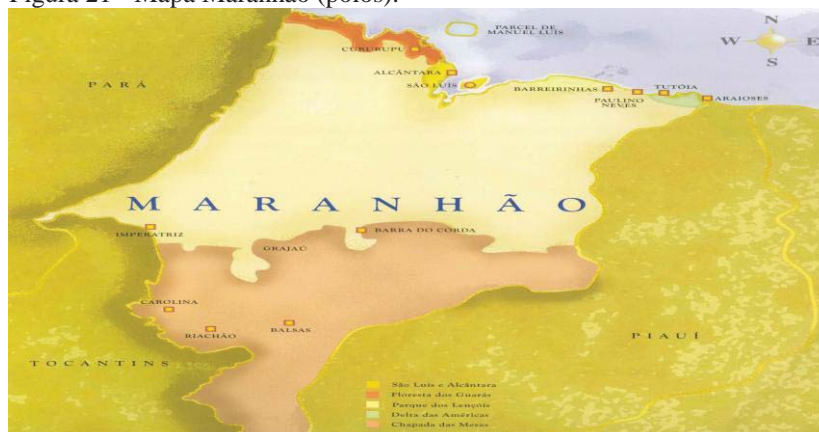 Figura 21 - Mapa Maranhão (polos).
PARCEL DE
MANUEL LUÍS
N
W E
S
CURURUPU
ALCÂNTARA
SÃO LUÍS
PARÁ
BARREIRINHAS
TUTÓIA
PAULINO
NEVES
ARAIOSES
MARANHÃO
IMPERATRIZ
BARRA DO CORDA
GRAJAÚ
CAROLINA
RIACHÃO
BALSAS
PIAUÍ
TOCANTINS
São Luís e Alcântara
Floresta dos Guarás
Parque dos Lençóis
Delta das Américas
Chapada das Mesas